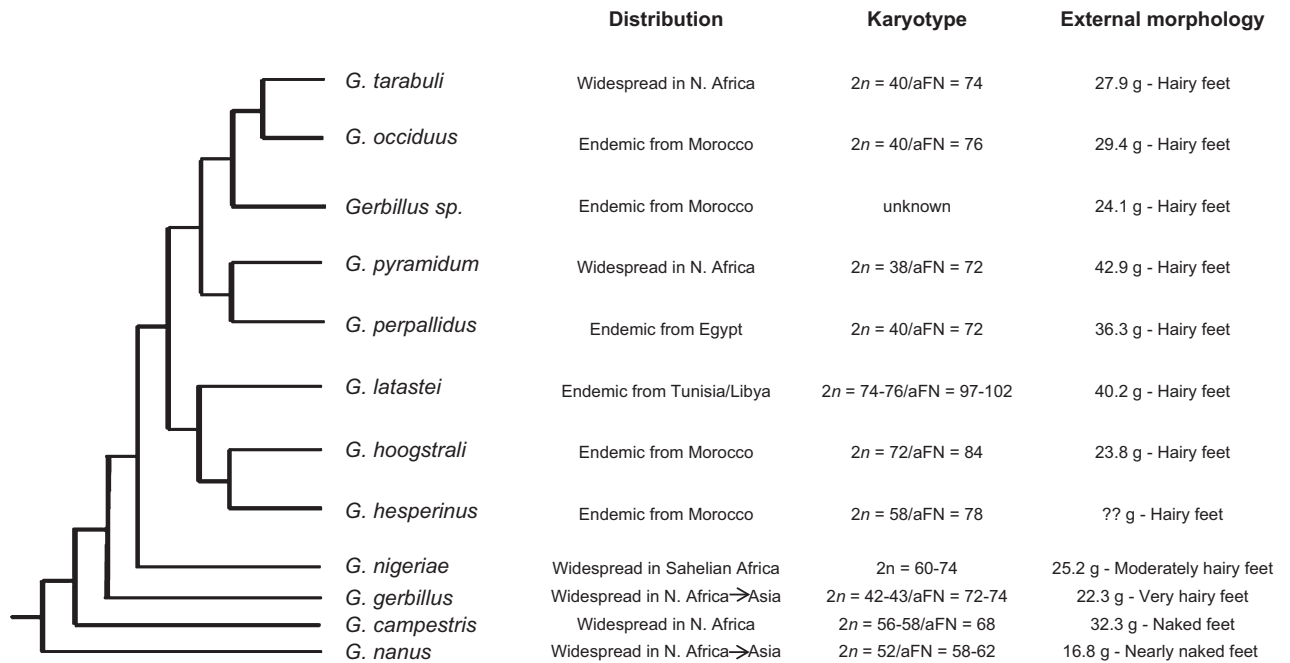 Distribution Karyotype External morphology
G. tarabuli Widespread in N. Africa 2n = 40/aFN = 74 27.9 g - Hairy feet
G. occiduus Endemic from Morocco 2n = 40/aFN = 76 29.4 g - Hairy feet
Gerbillus sp. Endemic from Morocco unknown 24.1 g - Hairy feet
G. pyramidum Widespread in N. Africa 2n = 38/aFN = 72 42.9 g - Hairy feet
G. perpallidus Endemic from Egypt 2n = 40/aFN = 72 36.3 g - Hairy feet
G. latastei Endemic from Tunisia/Libya 2n = 74-76/aFN = 97-102 40.2 g - Hairy feet
G. hoogstrali Endemic from Morocco 2n = 72/aFN = 84 23.8 g - Hairy feet
G. hesperinus Endemic from Morocco 2n = 58/aFN = 78 ?? g - Hairy feet
G. nigeriae Widespread in Sahelian Africa 2n = 60-74 25.2 g - Moderately hairy feet
G. gerbillus Widespread in N. Africa→Asia 2n = 42-43/aFN = 72-74 22.3 g - Very hairy feet
G. campestris Widespread in N. Africa 2n = 56-58/aFN = 68 32.3 g - Naked feet
G. nanus Widespread in N. Africa→Asia 2n = 52/aFN = 58-62 16.8 g - Nearly naked feet